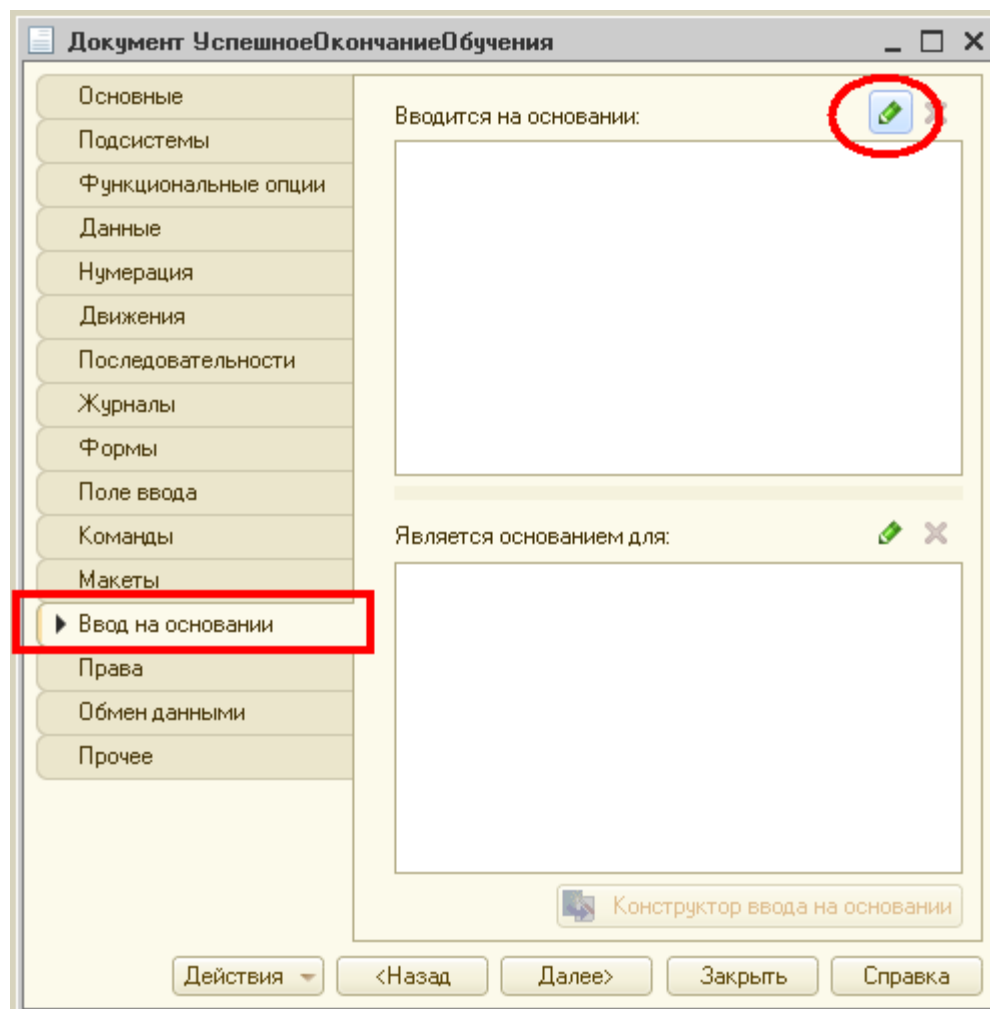 Документ УспешноеОкончаниеОбучения
Основные
Подсистемы
Функциональные опции
Данные
Нумерация
Движения
Последовательности
Журналы
Формы
Поле ввода
Команды
Макеты
Ввод на основании
Права
Обмен данными
Прочее
Вводится на основании:
Является основанием для:
Конструктор ввода на основании
Действия
<Назад
Далее>
Закрыть
Справка